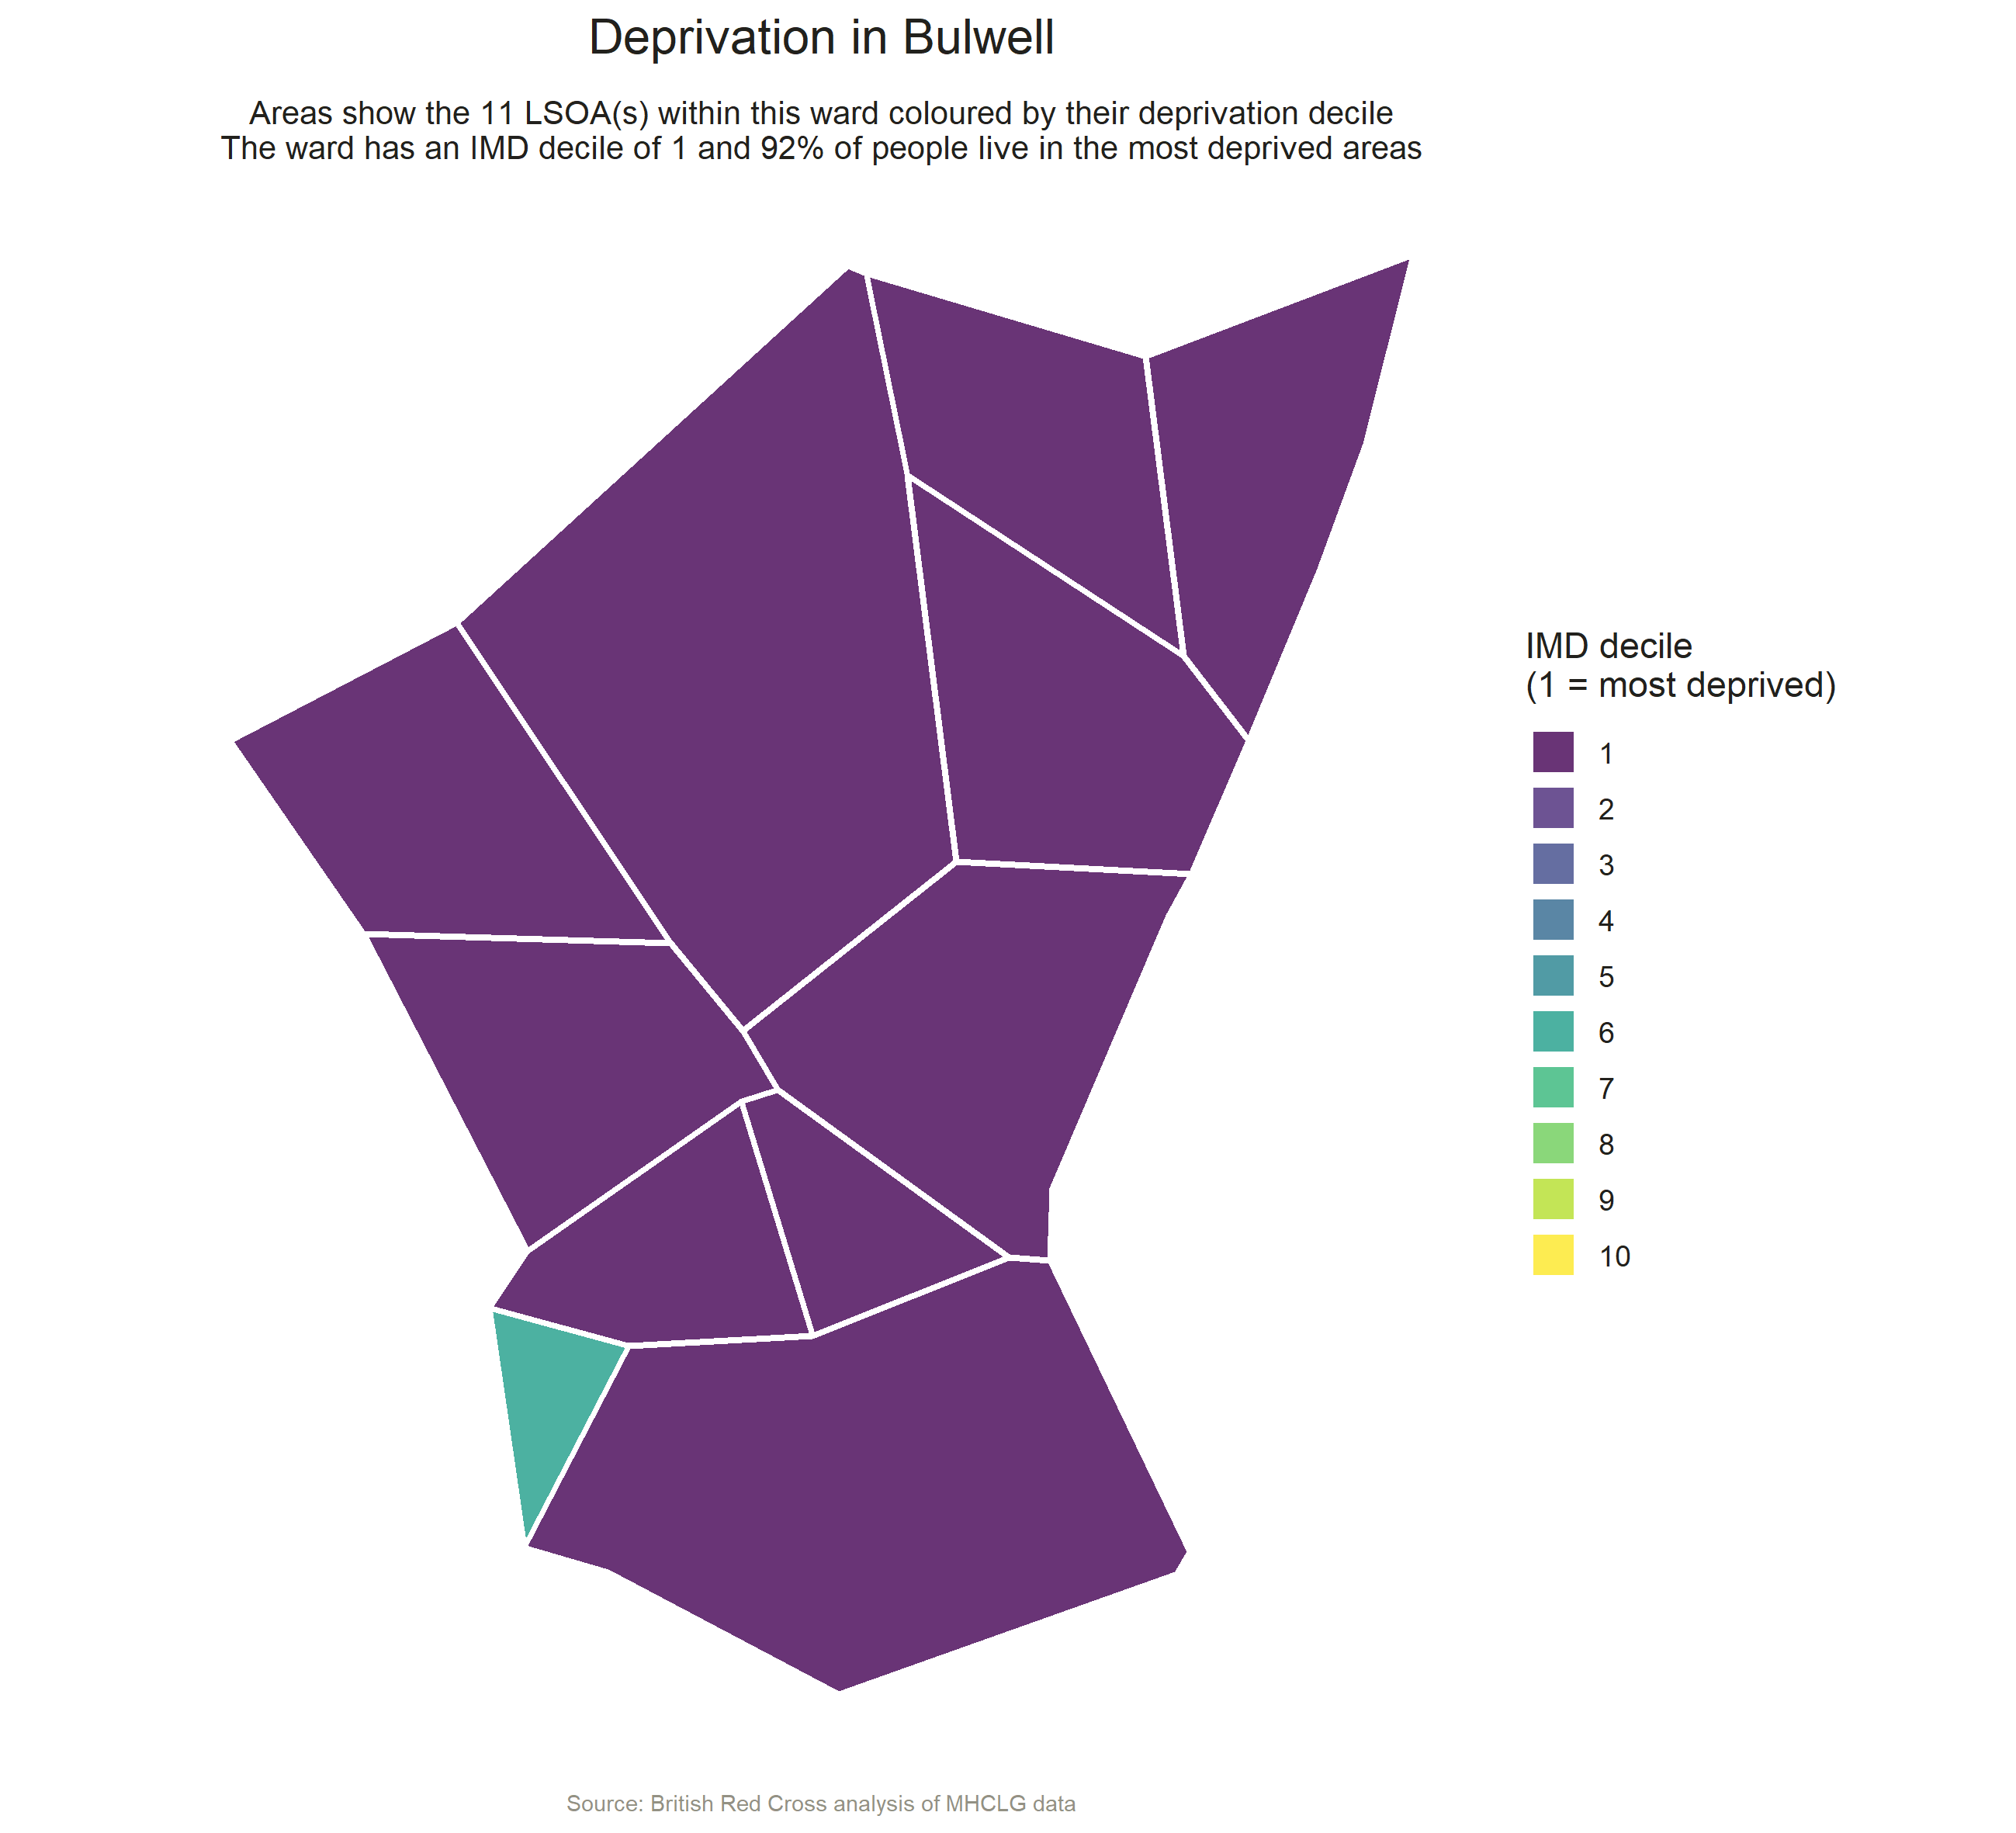 Deprivation in Bulwell
Areas show the 11 LSOA(s) within this ward coloured by their deprivation decile
The ward has an IMD decile of 1 and 92% of people live in the most deprived areas
IMD decile
(1 = most deprived)
1
2
3
4
5
6
7
8
9
10
Source: British Red Cross analysis of MHCLG data